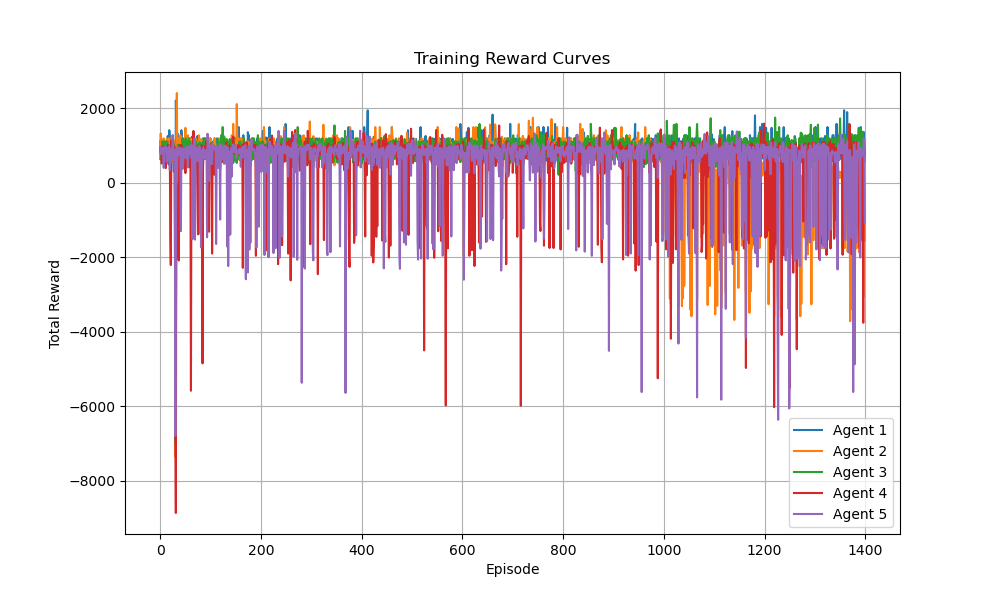 Training Reward Curves
2000
0
−2000
−4000
−6000
−8000
Total Reward
0 200 400 600 800 1000 1200 1400
Episode
Agent 1
Agent 2
Agent 3
Agent 4
Agent 5